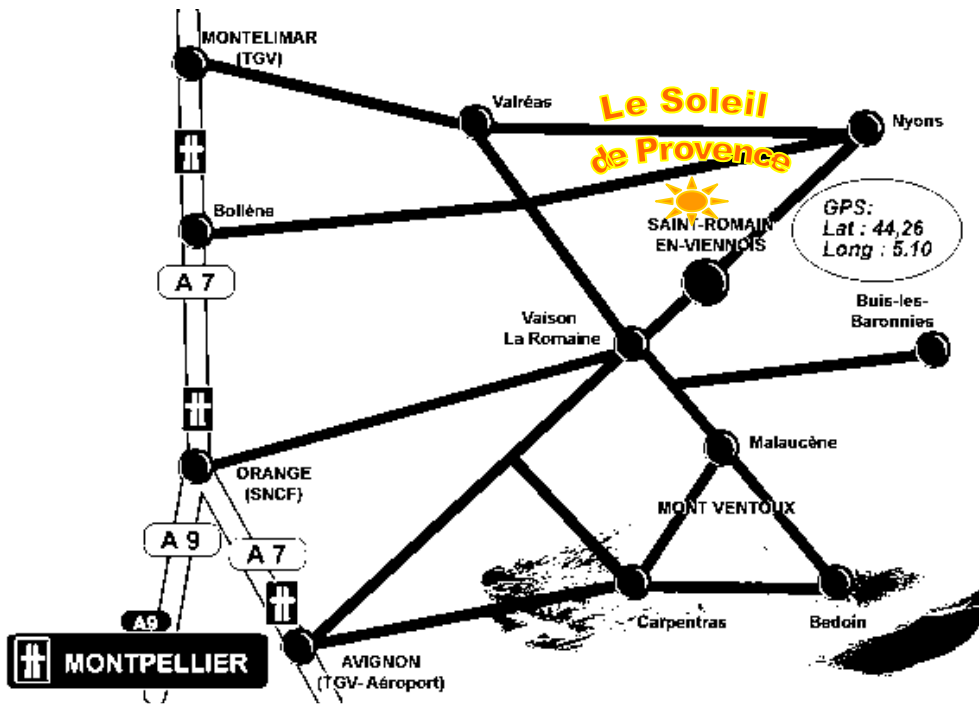 MONTELIMAR
(TGV)
Valréas
Le Soleil
de Provence
Nyons
Bollène
SAINT-ROMAIN
EN-VIENNOIS
GPS:
Lat : 44,26
Long : 5.10
A 7
Buis-les-
Baronnies
Vaison
La Romaine
Malaucène
ORANGE
(SNCF)
MONT VENTOUX
A 9
A 7
A9
MONTPELLIER
Carpentras
Bedoin
AVIGNON
(TGV-Aéroport)